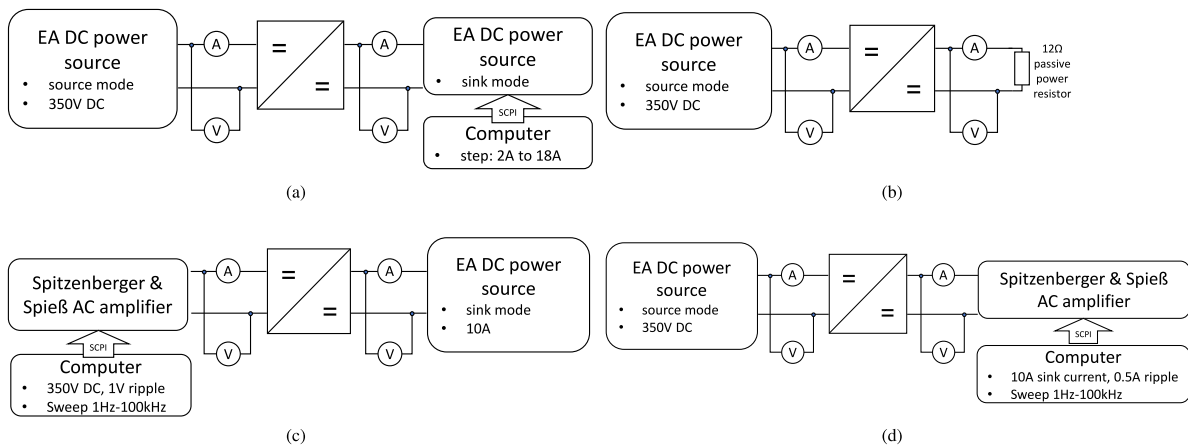 EA DC power
source
• source mode
• 350V DC
A
V
=
=
A
V
EA DC power
source
• sink mode
SCPI
Computer
• step: 2A to 18A
(a)
EA DC power
source
• source mode
• 350V DC
A
V
=
=
A
V
12Ω
passive
power
resistor
(b)
Spitzenberger &
Spieß AC amplifier
SCPI
Computer
• 350V DC, 1V ripple
• Sweep 1Hz-100kHz
A
V
=
=
A
V
EA DC power
source
• sink mode
• 10A
(c)
EA DC power
source
• source mode
• 350V DC
A
V
=
=
A
V
Spitzenberger & Spieß
AC amplifier
SCPI
Computer
• 10A sink current, 0.5A ripple
• Sweep 1Hz-100kHz
(d)